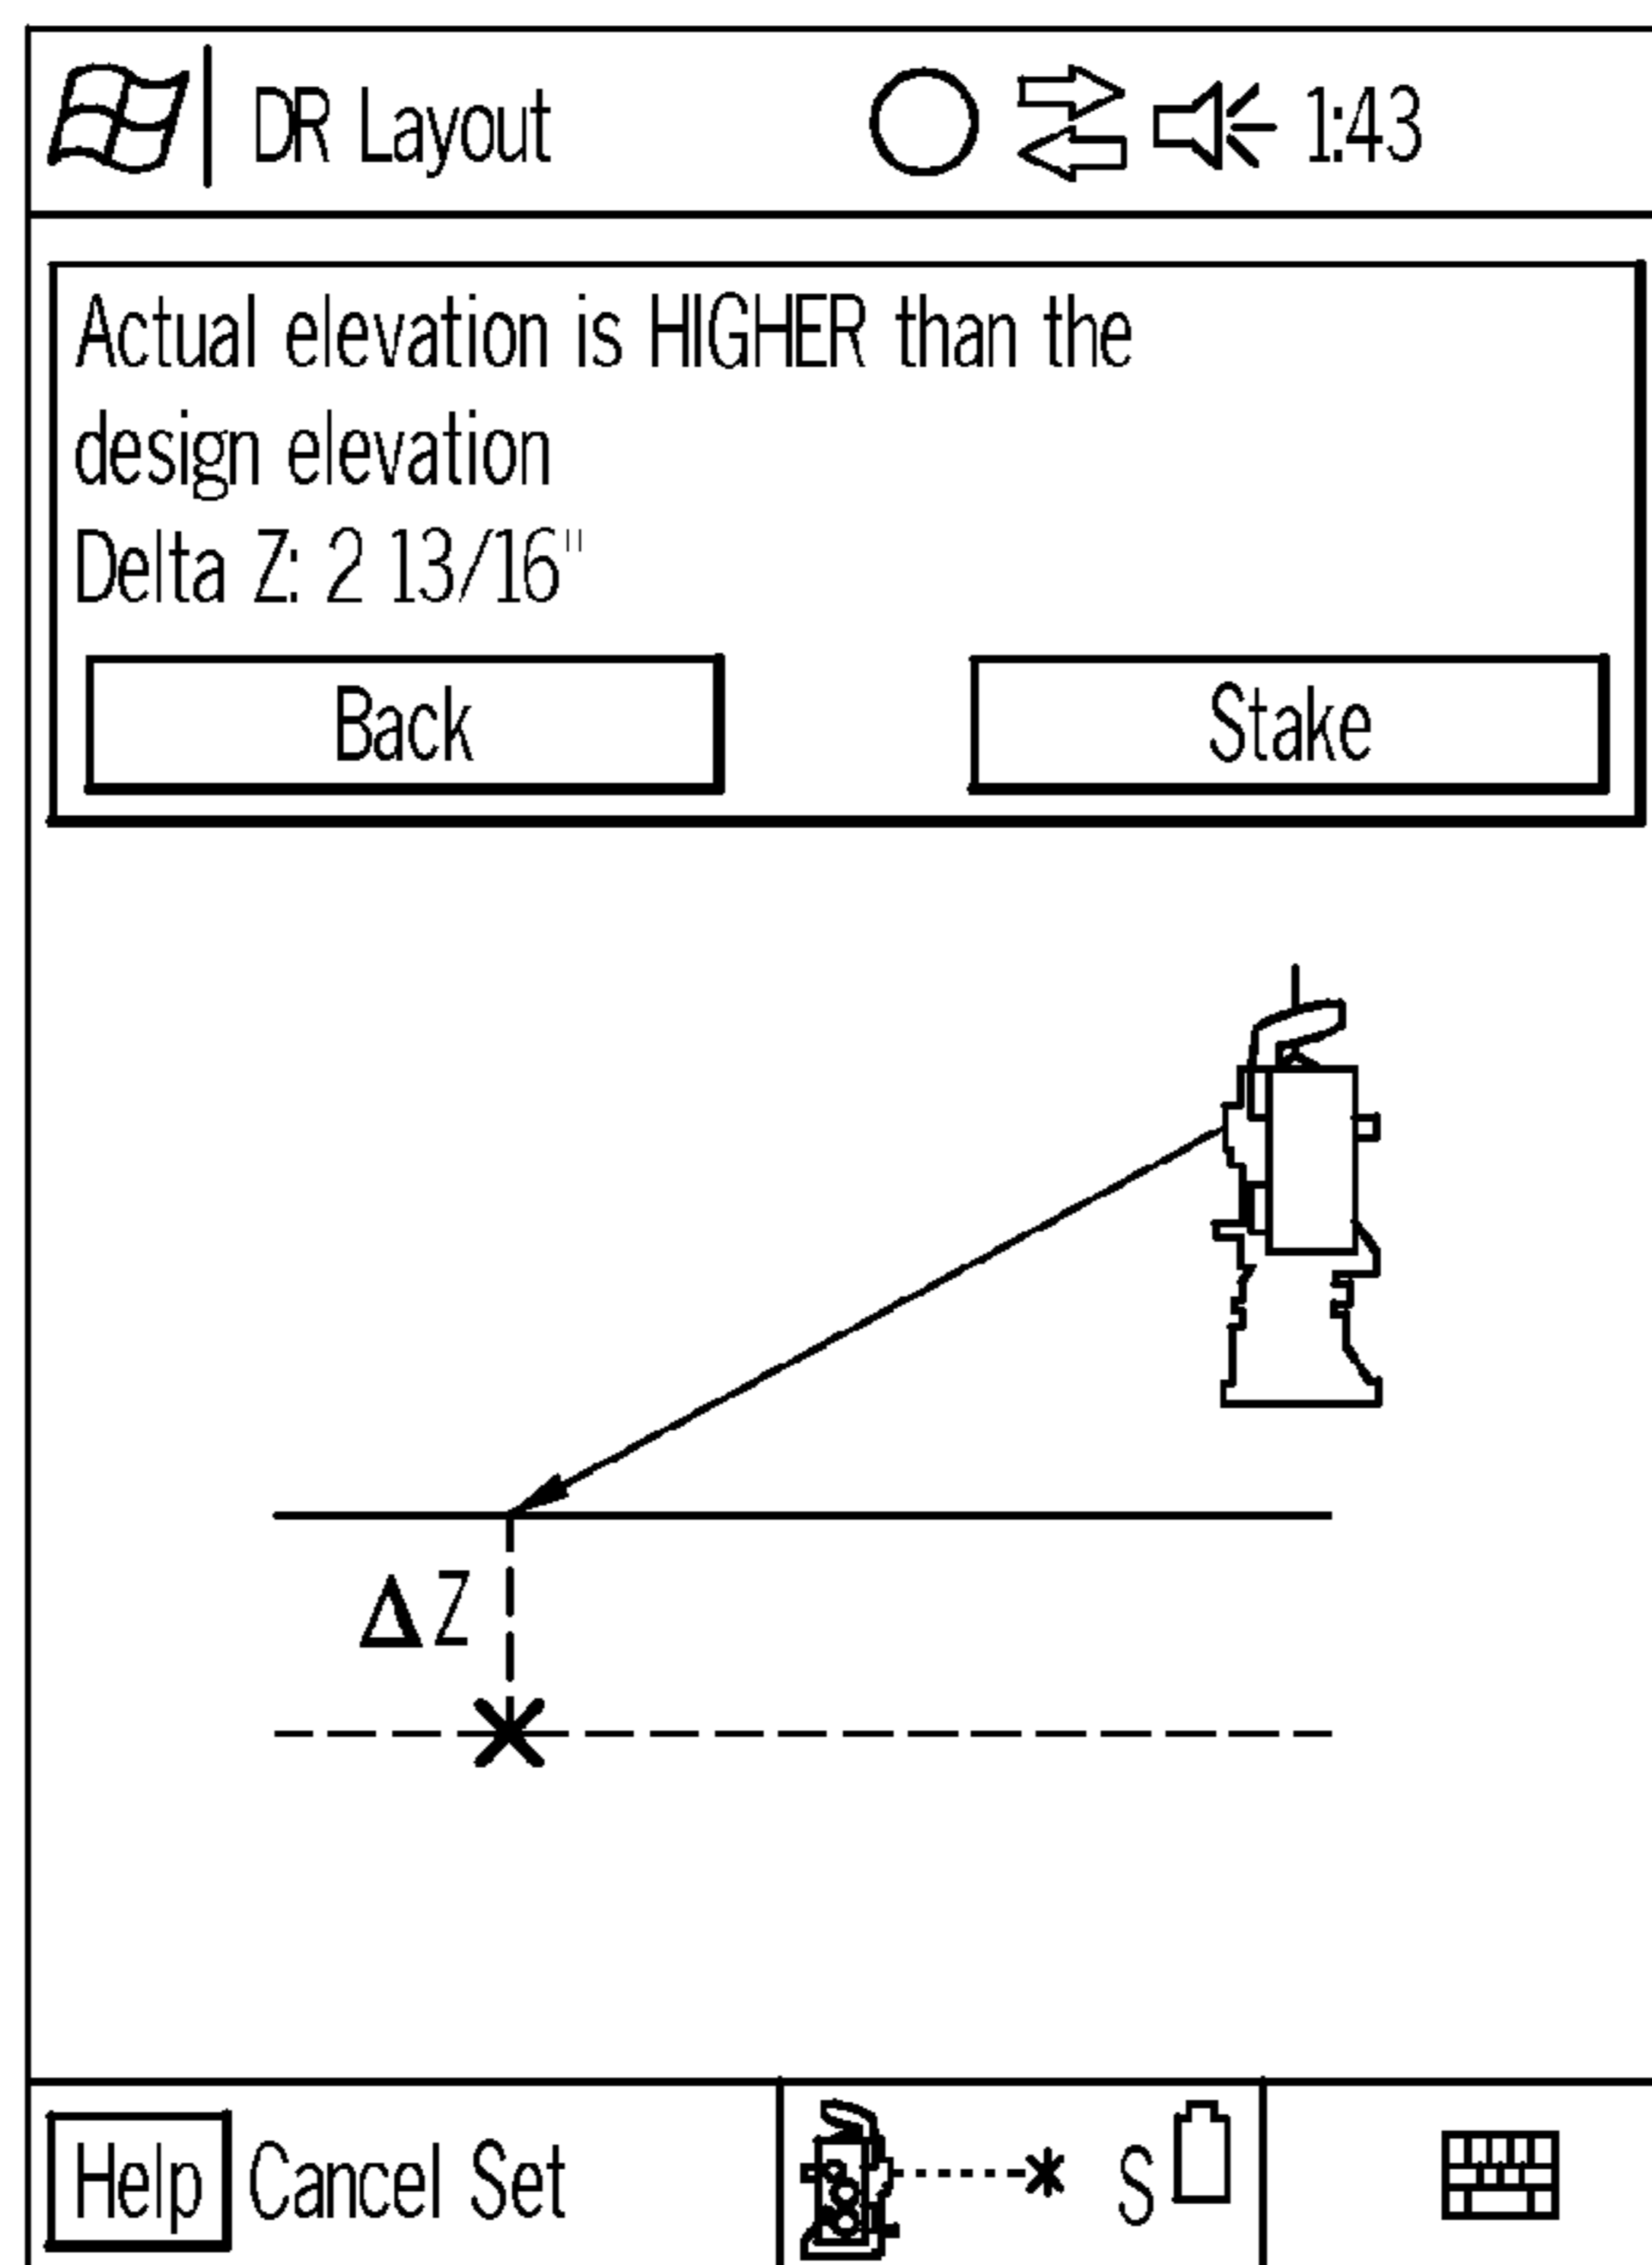 DR Layout 1:43
Actual elevation is HIGHER than the
design elevation
Delta Z: 2 13/16"
Back Stake
ΔZ
Help Cancel Set S